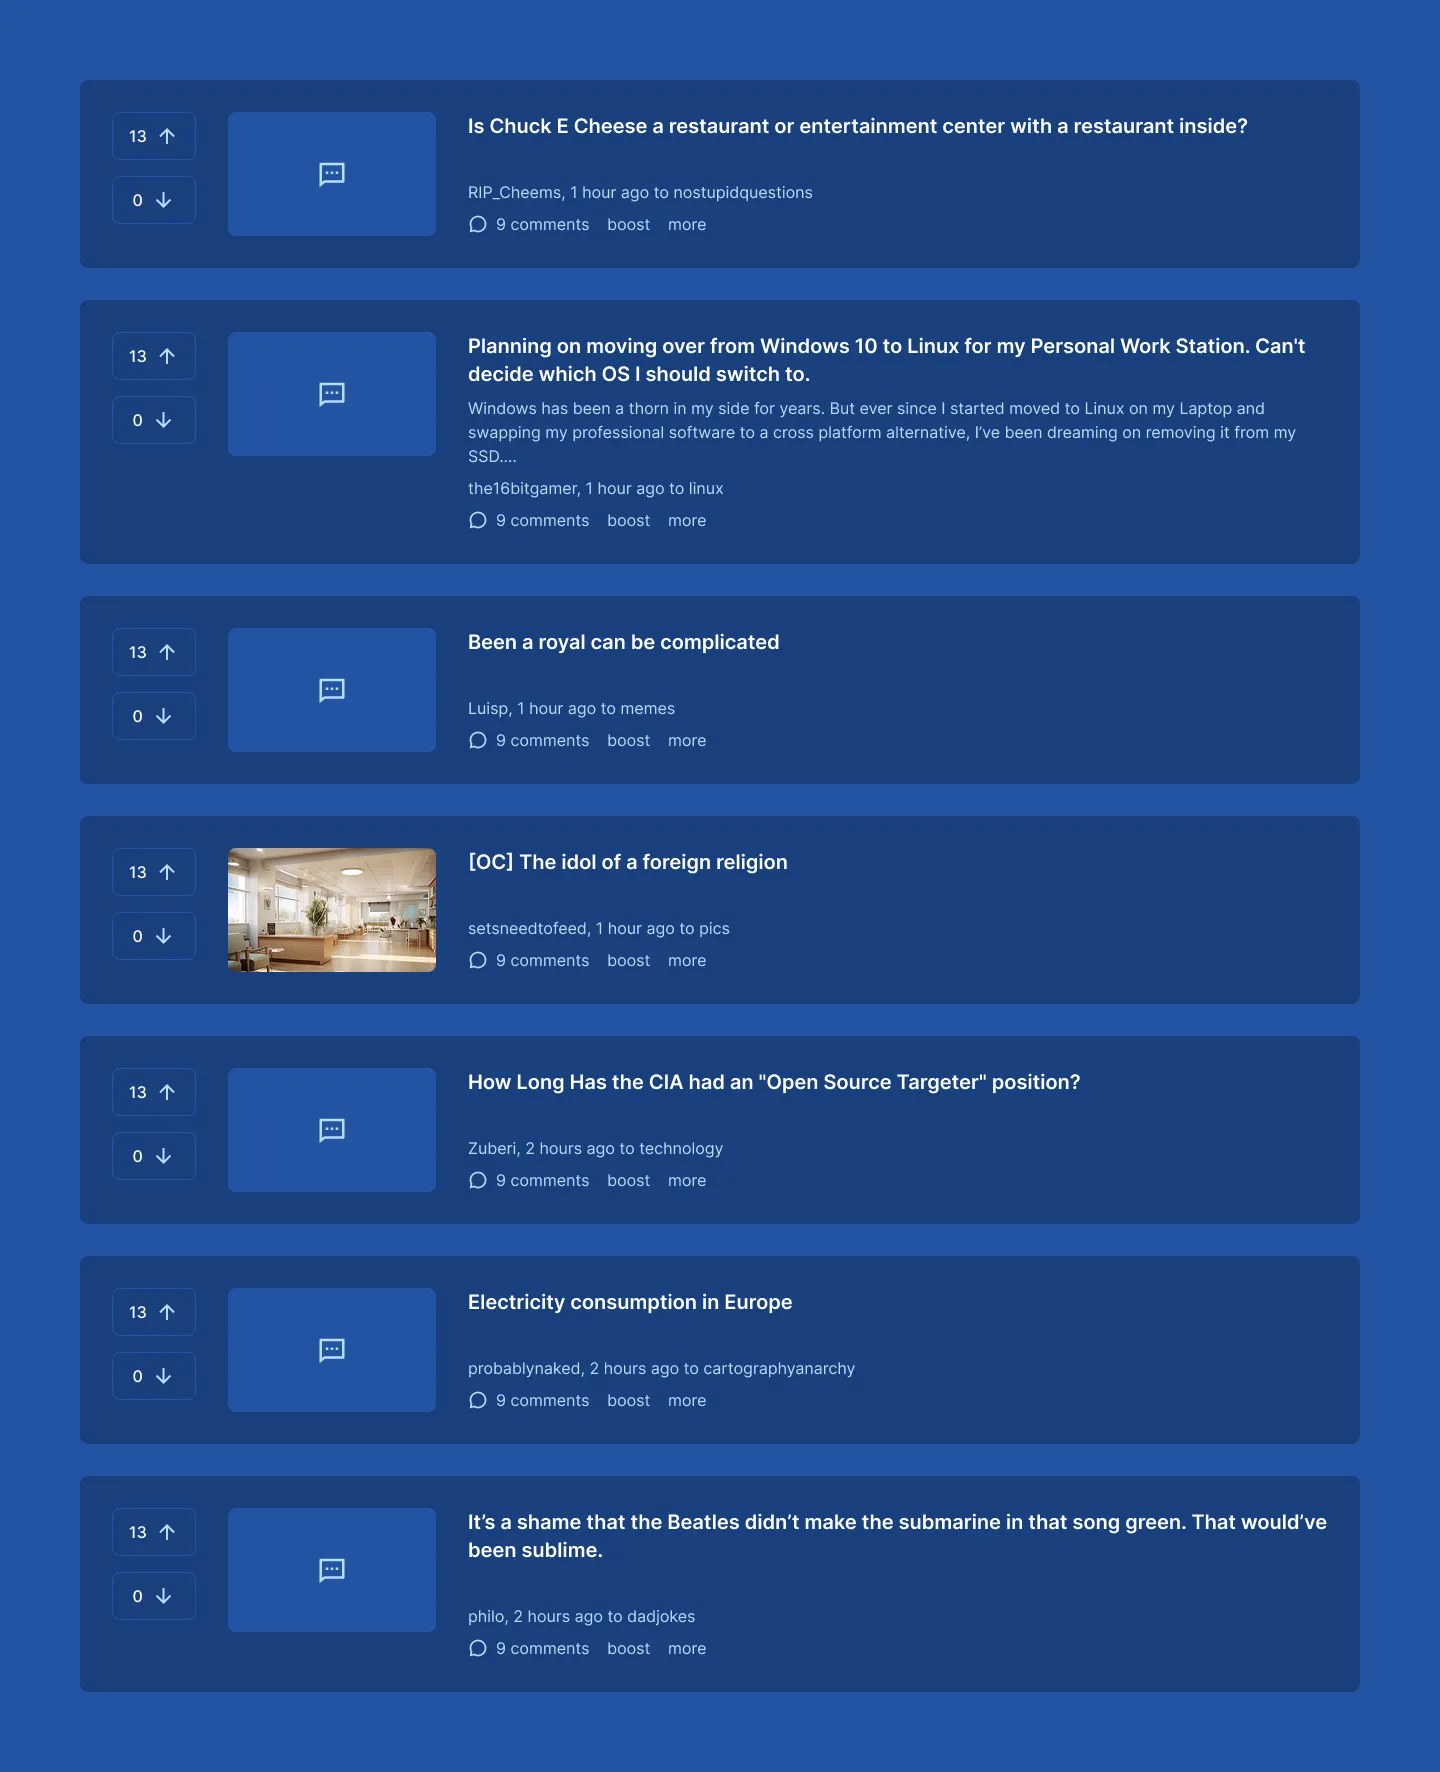 13
0
Is Chuck E Cheese a restaurant or entertainment center with a restaurant inside?
RIP_Cheems, 1 hour ago to nostupidquestions
9 comments boost more
13
0
Planning on moving over from Windows 10 to Linux for my Personal Work Station. Can't
decide which OS I should switch to.
Windows has been a thorn in my side for years. But ever since I started moved to Linux on my Laptop and
swapping my professional software to a cross platform alternative, I’ve been dreaming on removing it from my
SSD....
the16bitgamer, 1 hour ago to linux
9 comments boost more
13
0
Been a royal can be complicated
Luisp, 1 hour ago to memes
9 comments boost more
13
0
[OC] The idol of a foreign religion
setsneedtofeed, 1 hour ago to pics
9 comments boost more
13
0
How Long Has the CIA had an "Open Source Targeter" position?
Zuberi, 2 hours ago to technology
9 comments boost more
13
0
Electricity consumption in Europe
probablynaked, 2 hours ago to cartographyanarchy
9 comments boost more
13
0
It’s a shame that the Beatles didn’t make the submarine in that song green. That would’ve
been sublime.
philo, 2 hours ago to dadjokes
9 comments boost more